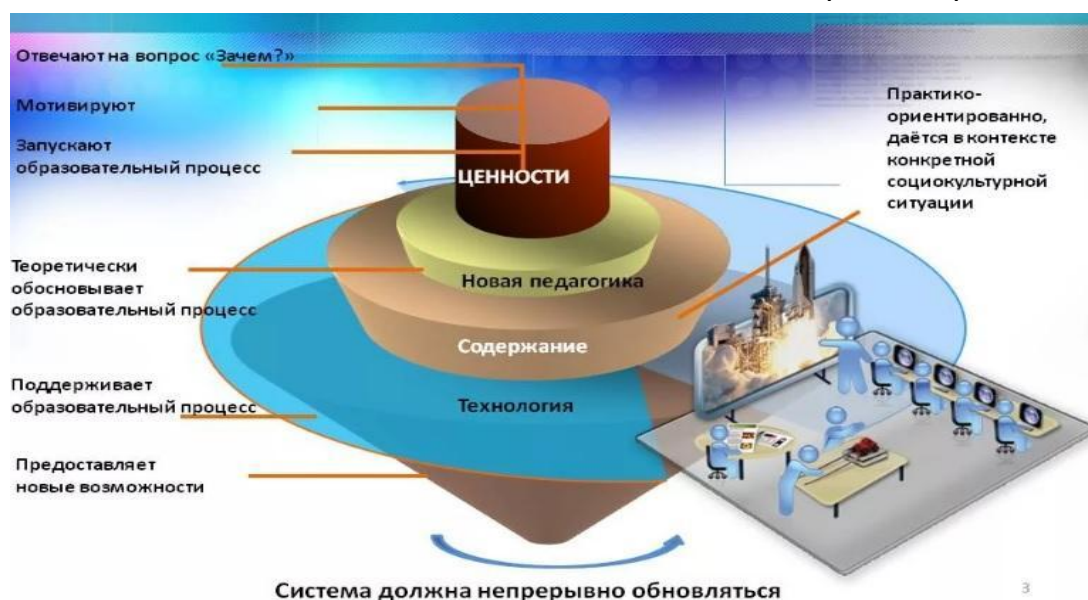 Отвечают на вопрос «Зачем?»
Мотивируют
Запускают
образовательный процесс
Теоретически
обосновывает
образовательный процесс
Поддерживает
образовательный процесс
Предоставляет
новые возможности
ЦЕННОСТИ
Новая педагогика
Содержание
Технология
Практико-
ориентированно,
даётся в контексте
конкретной
социокультурной
ситуации
Система должна непрерывно обновляться
3